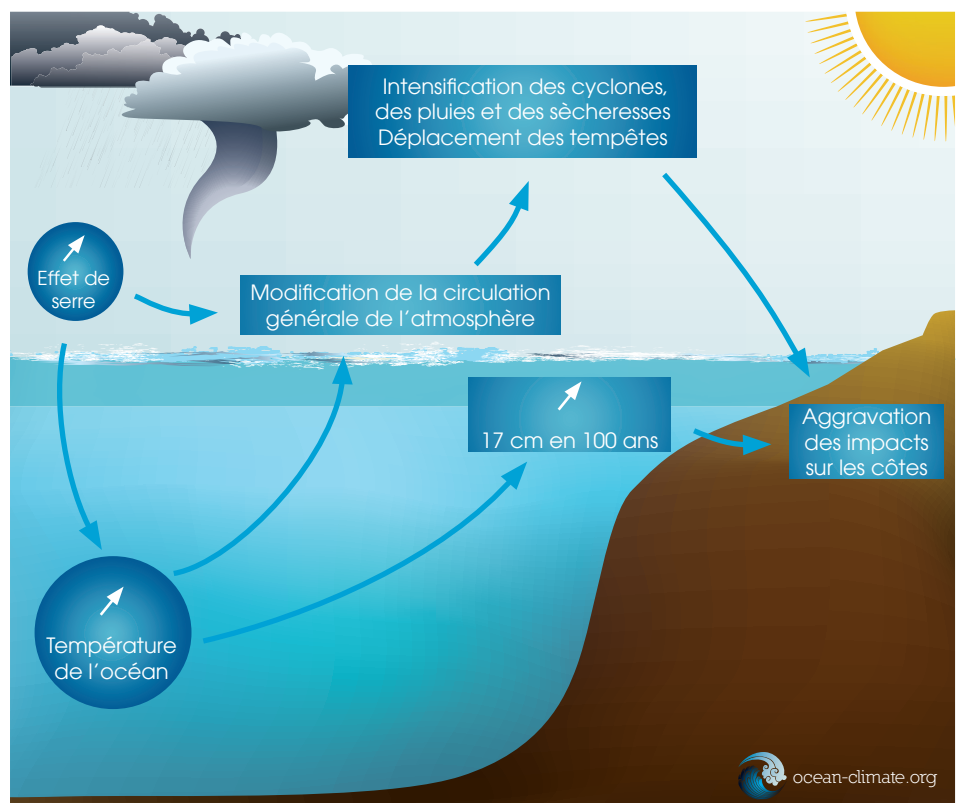 Intensification des cyclones,
des pluies et des sècheresses
Déplacement des tempêtes
Effet de
serre
Modification de la circulation
générale de l'atmosphère
17 cm en 100 ans
Aggravation
des impacts
sur les côtes
Température
de l'océan
ocean-climate.org